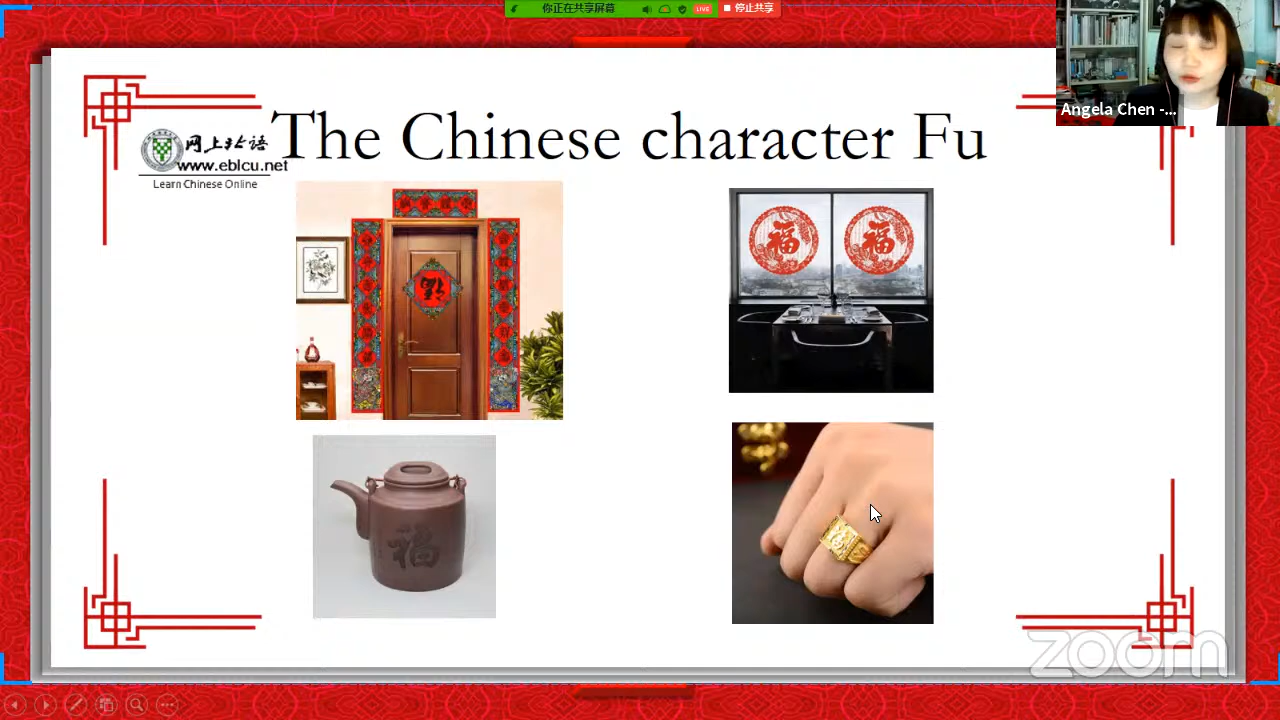 你正在共享屏幕
LIVE
停止共享
Angela Chen -...
The Chinese character Fu
网上北语
www.eblcu.net
Learn Chinese Online
福
福
福
福
zoom